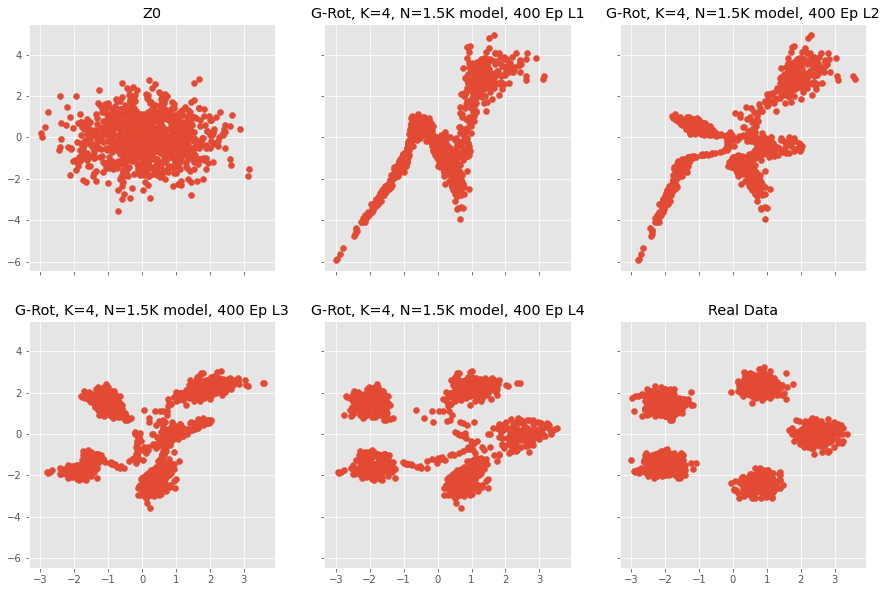 Z0
G-Rot, K=4, N=1.5K model, 400 Ep L1
G-Rot, K=4, N=1.5K model, 400 Ep L2
4
2
0
−2
−4
−6
G-Rot, K=4, N=1.5K model, 400 Ep L3
G-Rot, K=4, N=1.5K model, 400 Ep L4
Real Data
4
2
0
−2
−4
−6
−3 −2 −1 0 1 2 3
−3 −2 −1 0 1 2 3
−3 −2 −1 0 1 2 3